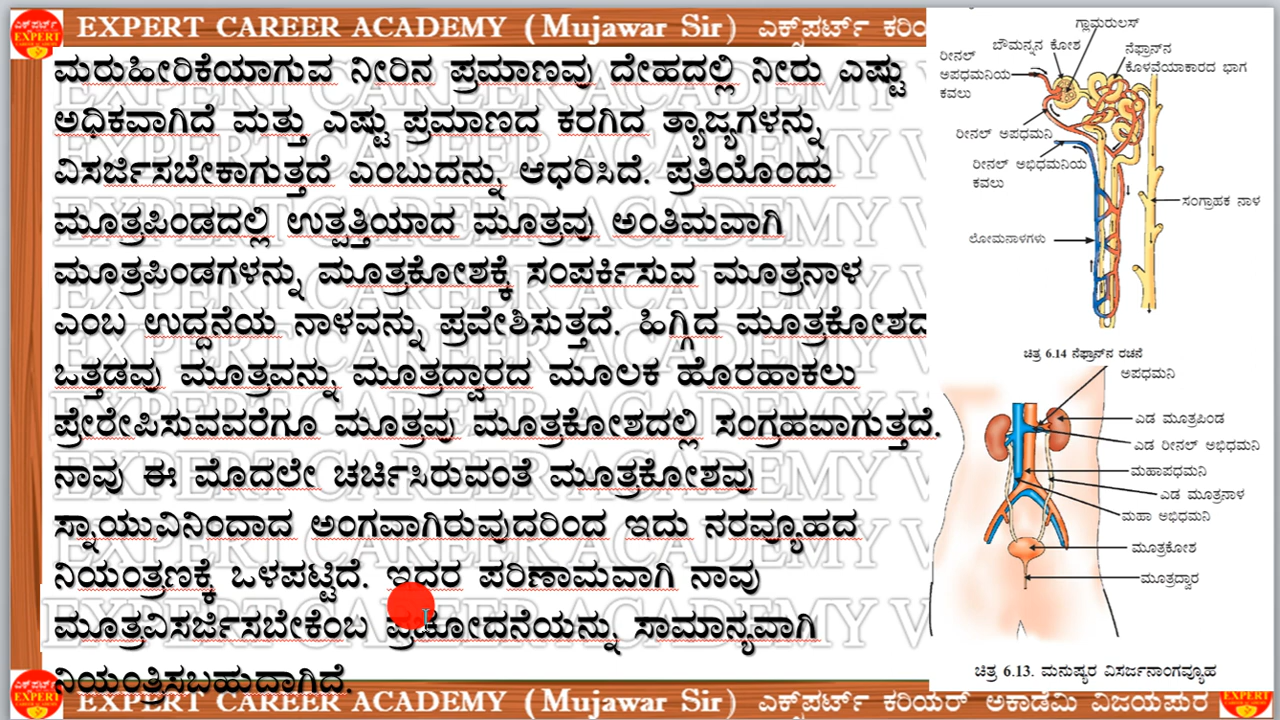 EXPERT CAREER ACADEMY ( Mujawar Sir) ಎಕ್ಸ್‌ಪರ್ಟ್ ಕರಿಯ
ಮರುಹೀರಿಕೆಯಾಗುವ ನೀರಿನ ಪ್ರಮಾಣವು ದೇಹದಲ್ಲಿ ನೀರು ಎಷ್ಟು
ಅಧಿಕವಾಗಿದೆ ಮತ್ತು ಎಷ್ಟು ಪ್ರಮಾಣದ ಕರಗಿದ ತ್ಯಾಜ್ಯಗಳನ್ನು
ವಿಸರ್ಜಿಸಬೇಕಾಗುತ್ತದೆ ಎಂಬುದನ್ನು ಆಧರಿಸಿದೆ. ಪ್ರತಿಯೊಂದು
ಮೂತ್ರಪಿಂಡದಲ್ಲಿ ಉತ್ಪತ್ತಿಯಾದ ಮೂತ್ರವು ಅಂತಿಮವಾಗಿ
ಮೂತ್ರಪಿಂಡಗಳನ್ನು ಮೂತ್ರಕೋಶಕ್ಕೆ ಸಂಪರ್ಕಿಸುವ ಮೂತ್ರನಾಳ
ಎಂಬ ಉದ್ದನೆಯ ನಾಳವನ್ನು ಪ್ರವೇಶಿಸುತ್ತದೆ. ಹಿಗ್ಗಿದ ಮೂತ್ರಕೋಶದ
ಒತ್ತಡವು ಮೂತ್ರವನ್ನು ಮೂತ್ರದ್ವಾರದ ಮೂಲಕ ಹೊರಹಾಕಲು
ಪ್ರೇರೇಪಿಸುವವರೆಗೂ ಮೂತ್ರವು ಮೂತ್ರಕೋಶದಲ್ಲಿ ಸಂಗ್ರಹವಾಗುತ್ತದೆ.
ನಾವು ಈ ಮೊದಲೇ ಚರ್ಚಿಸಿರುವಂತೆ ಮೂತ್ರಕೋಶವು
ಸ್ನಾಯುವಿನಿಂದಾದ ಅಂಗವಾಗಿರುವುದರಿಂದ ಇದು ನರವ್ಯೂಹದ
ನಿಯಂತ್ರಣಕ್ಕೆ ಒಳಪಟ್ಟಿದೆ. ಇದರ ಪರಿಣಾಮವಾಗಿ ನಾವು
ಮೂತ್ರವಿಸರ್ಜಿಸಬೇಕೆಂಬ ಪ್ರಚೋದನೆಯನ್ನು ಸಾಮಾನ್ಯವಾಗಿ
ನಿಯಂತ್ರಿಸಬಹುದಾಗಿದೆ.
ಗ್ಲಾಮರುಲಸ್
ಬೌಮನ್ನನ ಕೋಶ
ನೆಫ್ರಾನ್‌ನ
ಕೊಳವೆಯಾಕಾರದ ಭಾಗ
ರೀನಲ್
ಅಪಧಮನಿಯ
ಕವಲು
ರೀನಲ್ ಅಪಧಮನಿ
ರೀನಲ್ ಅಭಿಧಮನಿಯ
ಕವಲು
ಸಂಗ್ರಾಹಕ ನಾಳ
ಲೋಮನಾಳಗಳು
ಚಿತ್ರ 6.14 ನೆಫ್ರಾನ್‌ನ ರಚನೆ
ಅಪಧಮನಿ
ಎಡ ಮೂತ್ರಪಿಂಡ
ಎಡ ರೀನಲ್ ಅಭಿಧಮನಿ
ಮಹಾಪಧಮನಿ
ಎಡ ಮೂತ್ರನಾಳ
ಮಹಾ ಅಭಿಧಮನಿ
ಮೂತ್ರಕೋಶ
ಮೂತ್ರದ್ವಾರ
ಚಿತ್ರ 6.13. ಮನುಷ್ಯರ ವಿಸರ್ಜನಾಂಗವ್ಯೂಹ
EXPERT CAREER ACADEMY (Mujawar Sir) ಎಕ್ಸ್‌ಪರ್ಟ್ ಕರಿಯರ್ ಅಕಾಡೆಮಿ ವಿಜಯಪುರ